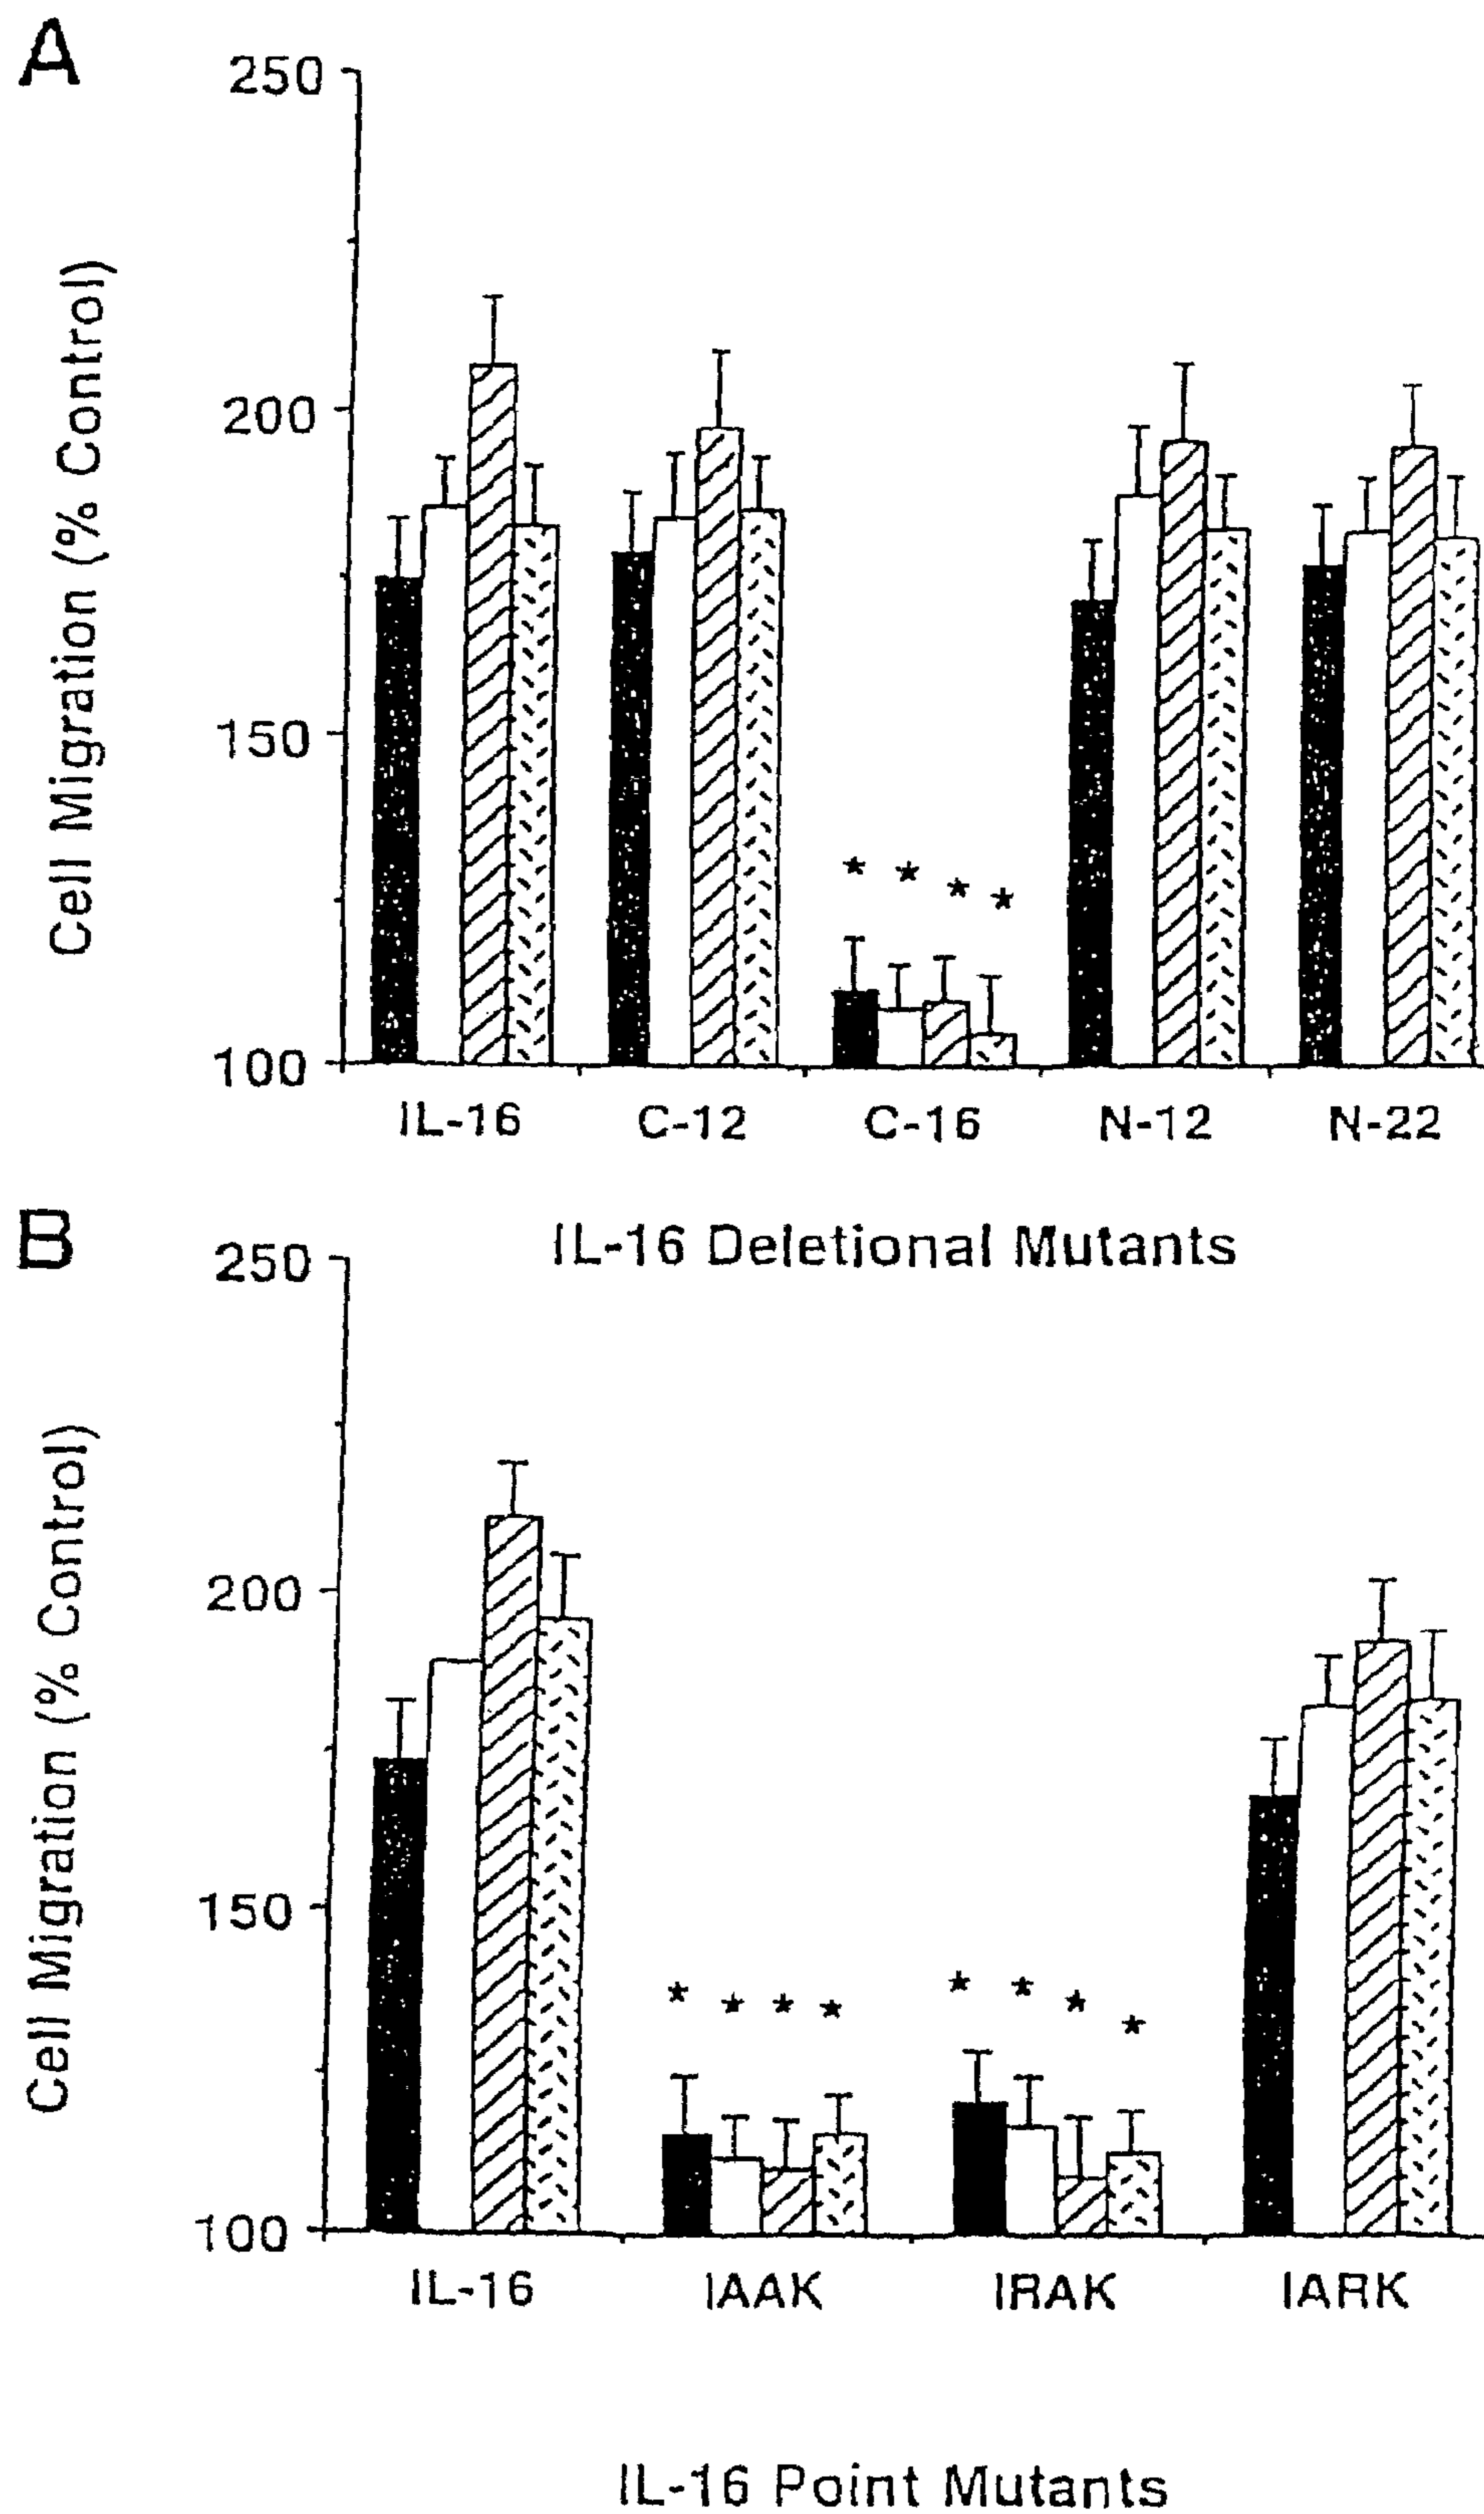 A
250
200
150
100
Cell Migration (% Control)
* * * *
IL-16 C-12 C-16 N-12 N-22
IL-16 Deletional Mutants
B
250
200
150
100
Cell Migration (% Control)
* * * * * * * *
IL-16 IAAK IRAK IARK
IL-16 Point Mutants